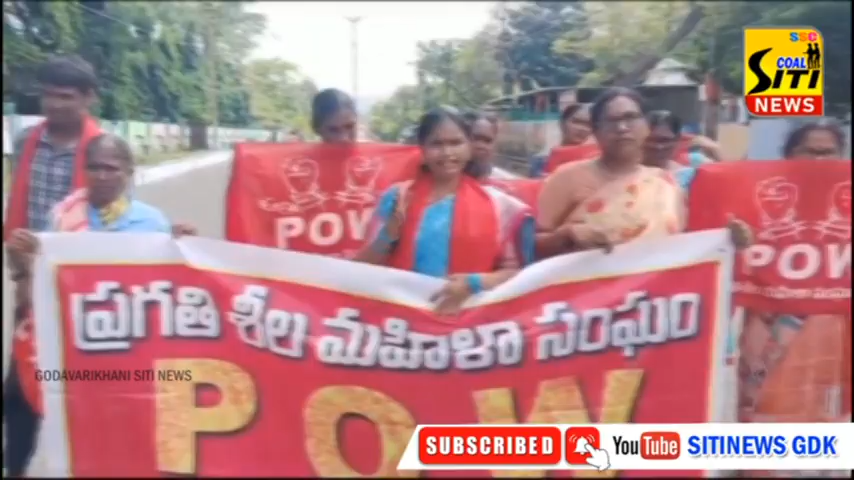 ssc
COAL
SITI
NEWS
POW
POW
ప్రగతి శీల మహిళా సంఘం
GODAVARIKHANI SITI NEWS
POW
SUBSCRIBED
YouTube SITINEWS GDK